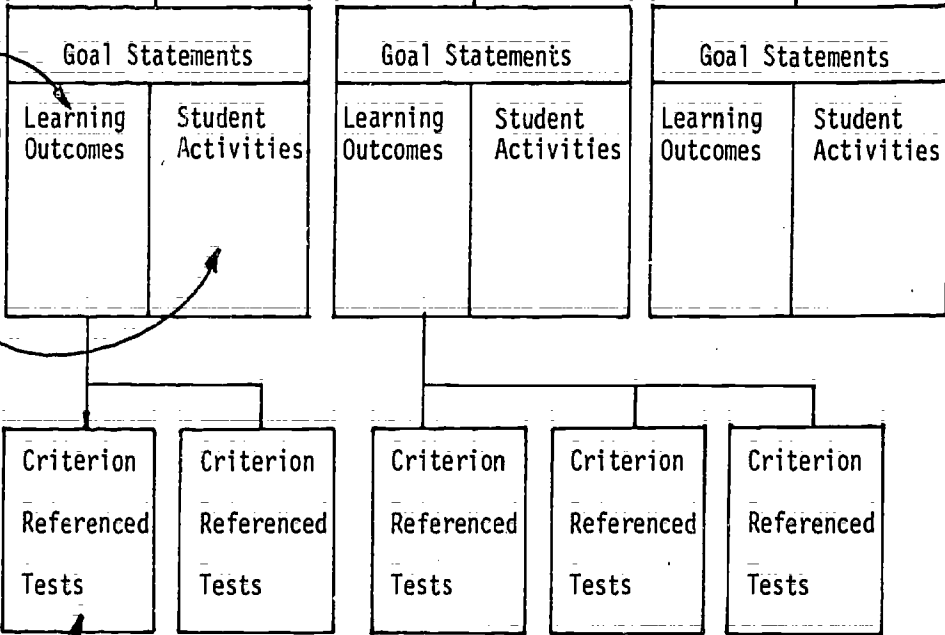 Goal Statements
Learning
Outcomes
Student
Activities
Goal Statements
Learning
Outcomes
Student
Activities
Goal Statements
Learning
Outcomes
Student
Activities
Criterion
Referenced
Tests
Criterion
Referenced
Tests
Criterion
Referenced
Tests
Criterion
Referenced
Tests
Criterion
Referenced
Tests